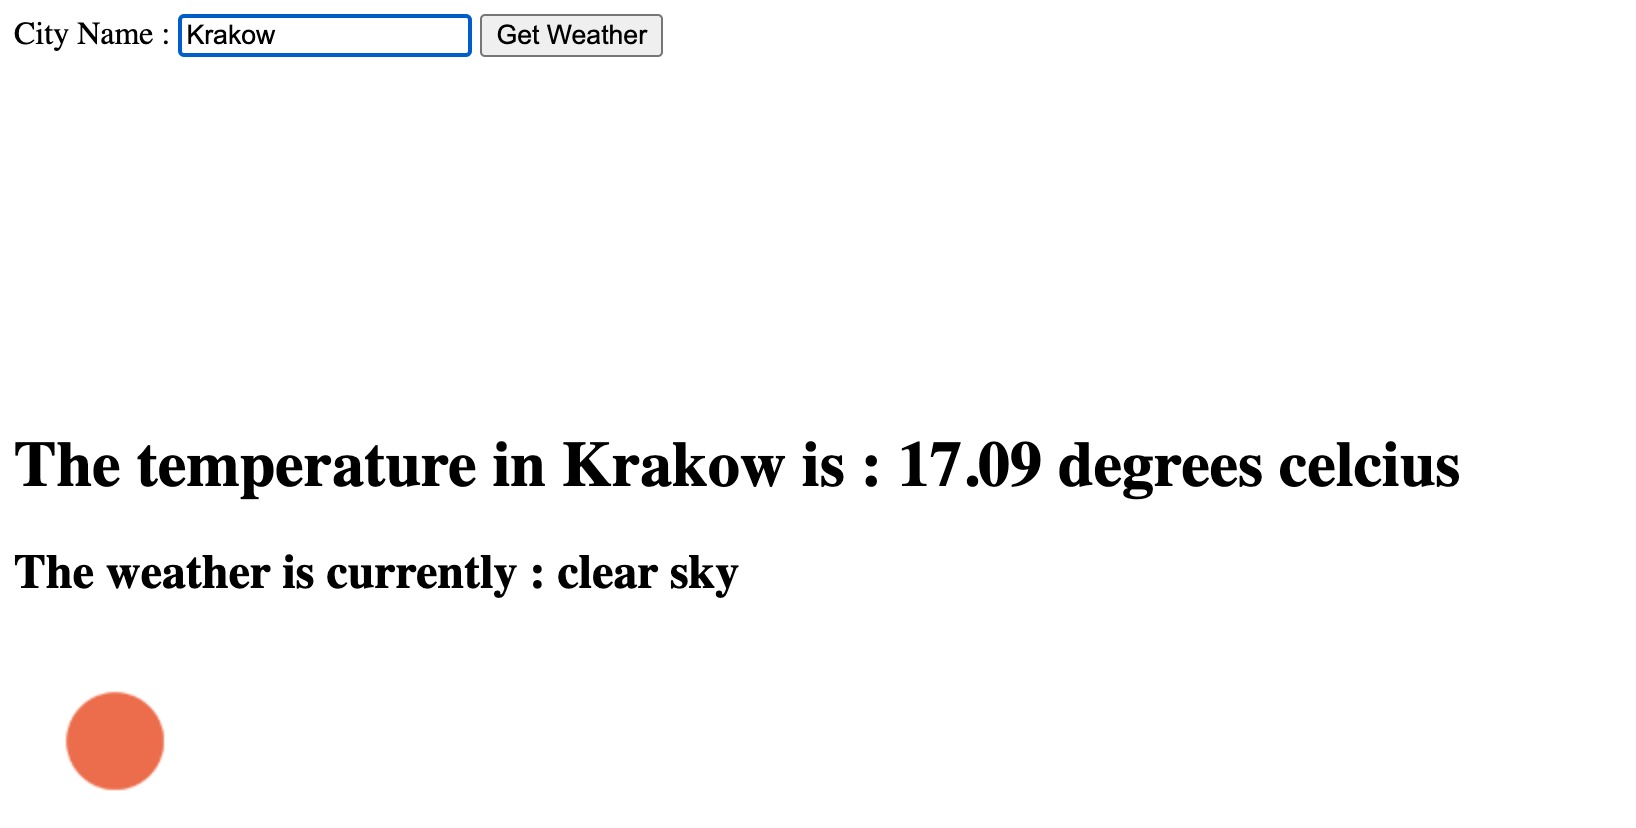 City Name : Krakow Get Weather
The temperature in Krakow is : 17.09 degrees celcius
The weather is currently : clear sky